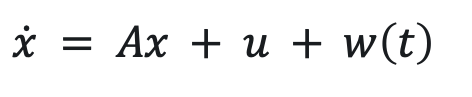 ẋ = Ax + u + w(t)